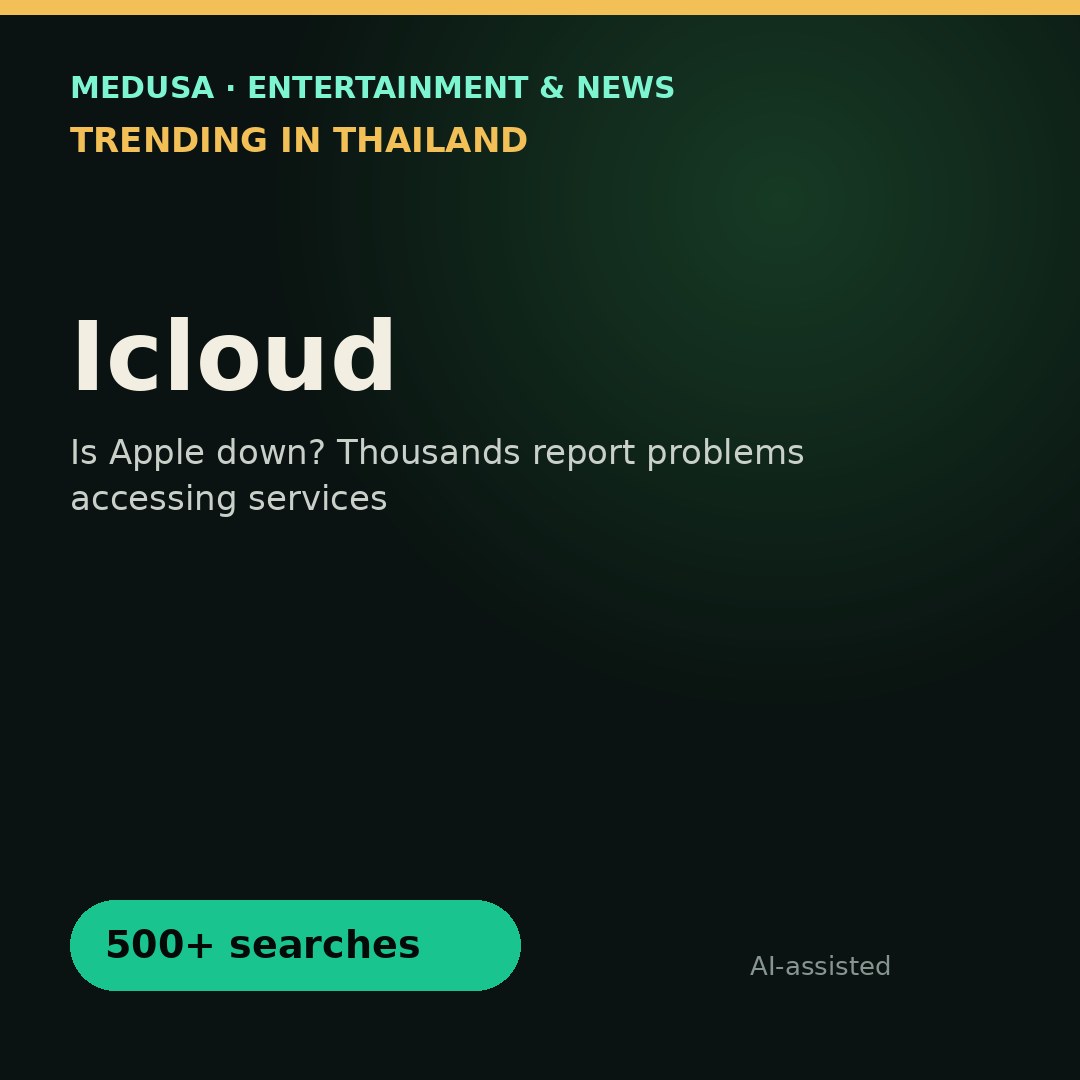 MEDUSA · ENTERTAINMENT & NEWS
TRENDING IN THAILAND
Icloud
Is Apple down? Thousands report problems
accessing services
500+ searches
AI-assisted